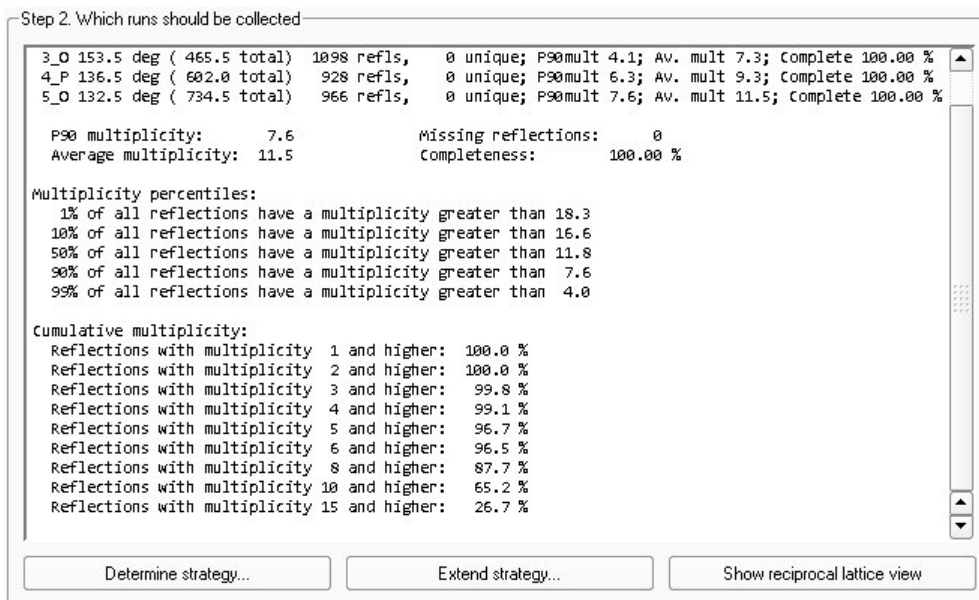 Step 2. Which runs should be collected
3_O 153.5 deg ( 465.5 total)  1098 refls,    0 unique; P90mult 4.1; Av. mult 7.3; Complete 100.00 %
4_P 136.5 deg ( 602.0 total)   928 refls,    0 unique; P90mult 6.3; Av. mult 9.3; Complete 100.00 %
5_O 132.5 deg ( 734.5 total)   966 refls,    0 unique; P90mult 7.6; Av. mult 11.5; Complete 100.00 %
P90 multiplicity:       7.6               Missing reflections:      0
Average multiplicity:  11.5               Completeness:        100.00 %
Multiplicity percentiles:
1% of all reflections have a multiplicity greater than 18.3
10% of all reflections have a multiplicity greater than 16.6
50% of all reflections have a multiplicity greater than 11.8
90% of all reflections have a multiplicity greater than  7.6
99% of all reflections have a multiplicity greater than  4.0
Cumulative multiplicity:
Reflections with multiplicity  1 and higher:  100.0 %
Reflections with multiplicity  2 and higher:  100.0 %
Reflections with multiplicity  3 and higher:   99.8 %
Reflections with multiplicity  4 and higher:   99.1 %
Reflections with multiplicity  5 and higher:   96.7 %
Reflections with multiplicity  6 and higher:   96.5 %
Reflections with multiplicity  8 and higher:   87.7 %
Reflections with multiplicity 10 and higher:   65.2 %
Reflections with multiplicity 15 and higher:   26.7 %
Determine strategy... Extend strategy... Show reciprocal lattice view